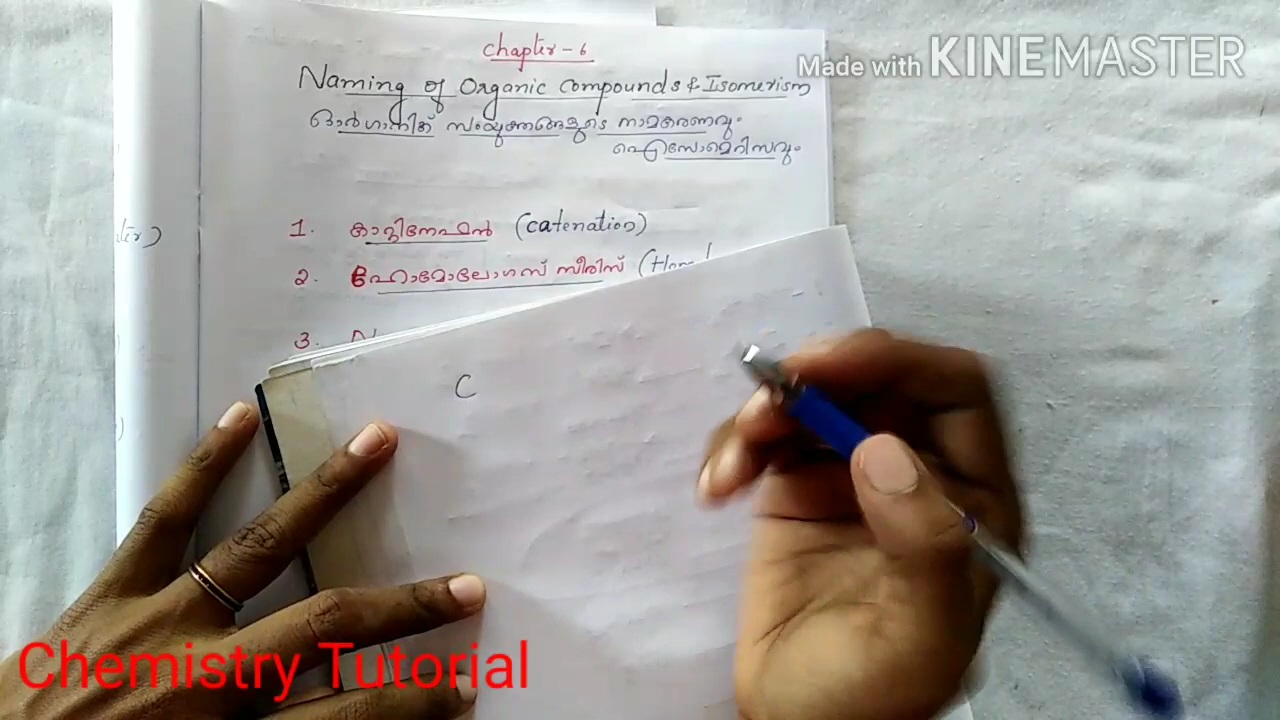 Made with KINEMASTER
Chapter - 6
Naming of Organic Compounds & Isomerism
ഓർഗാനിക് സംയുക്തങ്ങളുടെ നാമകരണവും
ഐസോമെറിസവും
1. കാറ്റിനേഷൻ (Catenation)
2. ഹോമോലോഗസ് സീരിസ്
3.
C
Chemistry Tutorial